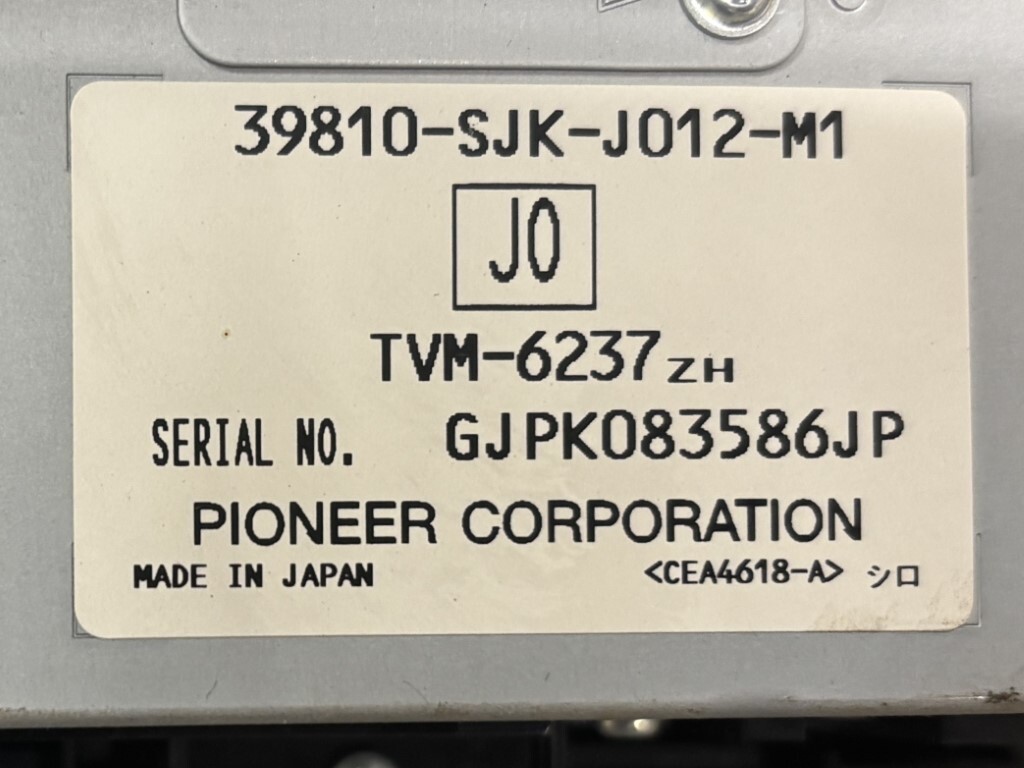 39810-SJK-J012-M1
J0
TVM-6237ZH
SERIAL NO. GJPK083586JP
PIONEER CORPORATION
MADE IN JAPAN <CEA4618-A> シロ